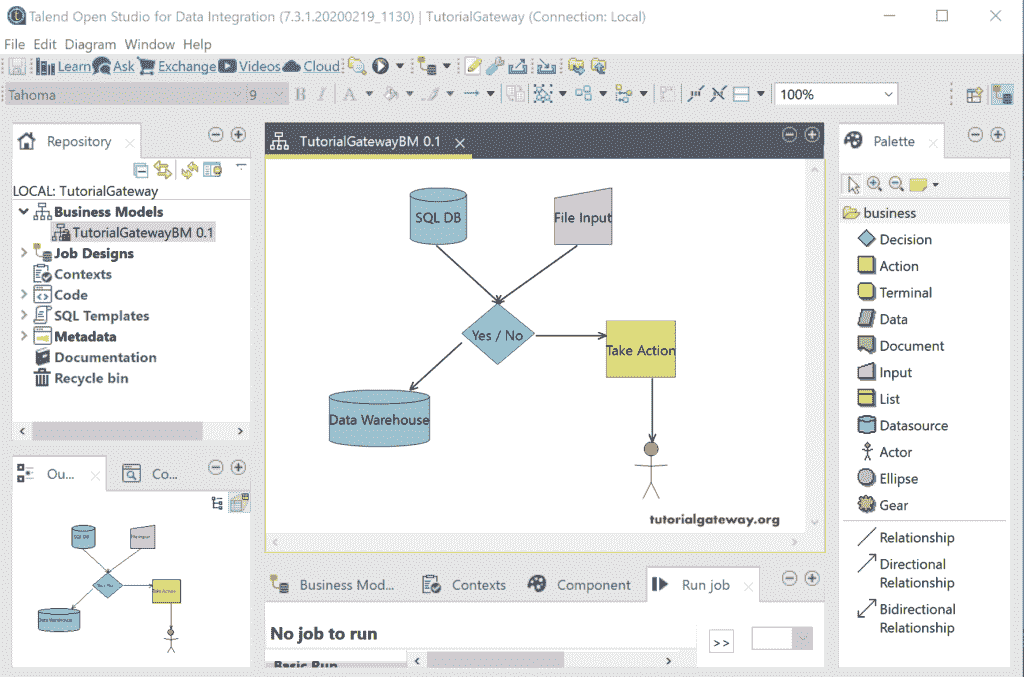 Talend Open Studio for Data Integration (7.3.1.20200219_1130) | TutorialGateway (Connection: Local)
File Edit Diagram Window Help
Learn Ask Exchange Videos Cloud
Tahoma 9 B I A 100%
Repository
LOCAL: TutorialGateway
Business Models
TutorialGatewayBM 0.1
Job Designs
Contexts
Code
SQL Templates
Metadata
Documentation
Recycle bin
Ou...
Co...
SQL DB
Yes / No
Take Action
Data Warehouse
TutorialGatewayBM 0.1
SQL DB
File Input
Yes / No
Take Action
Data Warehouse
tutorialgateway.org
Business Mod...
Contexts
Component
Run job
No job to run
>>
Basic Run
Palette
business
Decision
Action
Terminal
Data
Document
Input
List
Datasource
Actor
Ellipse
Gear
Relationship
Directional
Relationship
Bidirectional
Relationship